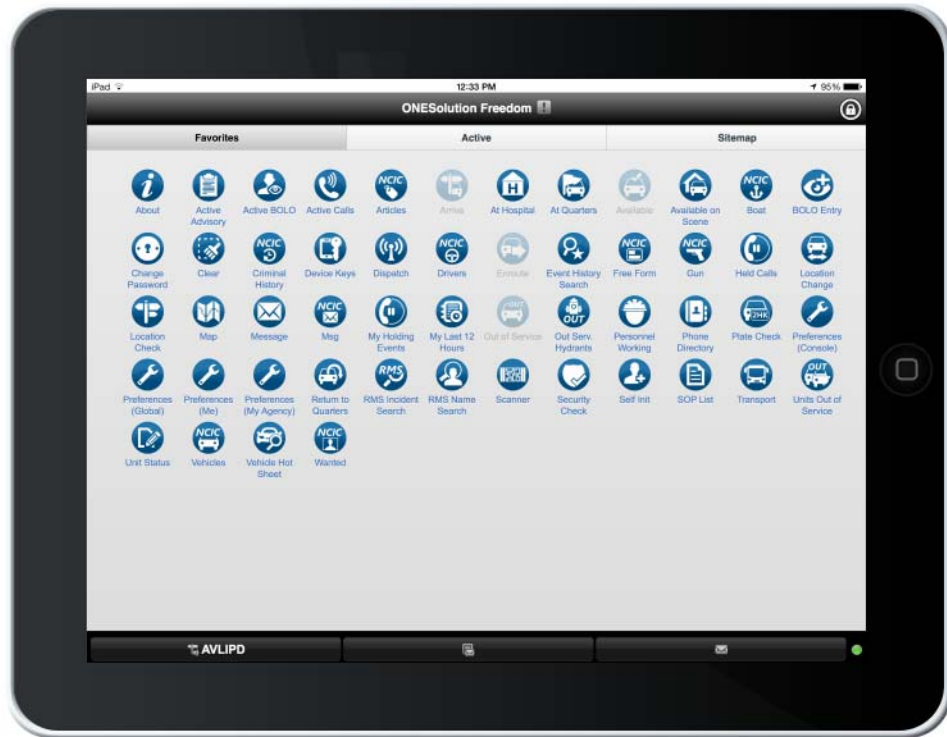 iPad
12:33 PM
95%
ONESolution Freedom
Favorites
Active
Sitemap
NCIC
NCIC
About
Active Advisory
Active BOLO
Active Calls
Articles
Arrive
At Hospital
At Quarters
Available
Available on Scene
Boat
BOLO Entry
NCIC
NCIC
NCIC
NCIC
Change Password
Clear
Criminal History
Device Keys
Dispatch
Drivers
Enroute
Event History Search
Free Form
Gun
Held Calls
Location Change
NCIC
OUT
OUT
2HK
Location Check
Map
Message
Msg
My Holding Events
My Last 12 Hours
Out of Service
Out Serv. Hydrants
Personnel Working
Phone Directory
Plate Check
Preferences (Console)
RMS
OUT
Preferences (Global)
Preferences (Me)
Preferences (My Agency)
Return to Quarters
RMS Incident Search
RMS Name Search
Scanner
Security Check
Self Init
SOP List
Transport
Units Out of Service
NCIC
NCIC
Unit Status
Vehicles
Vehicle Hot Sheet
Wanted
AVLIPD